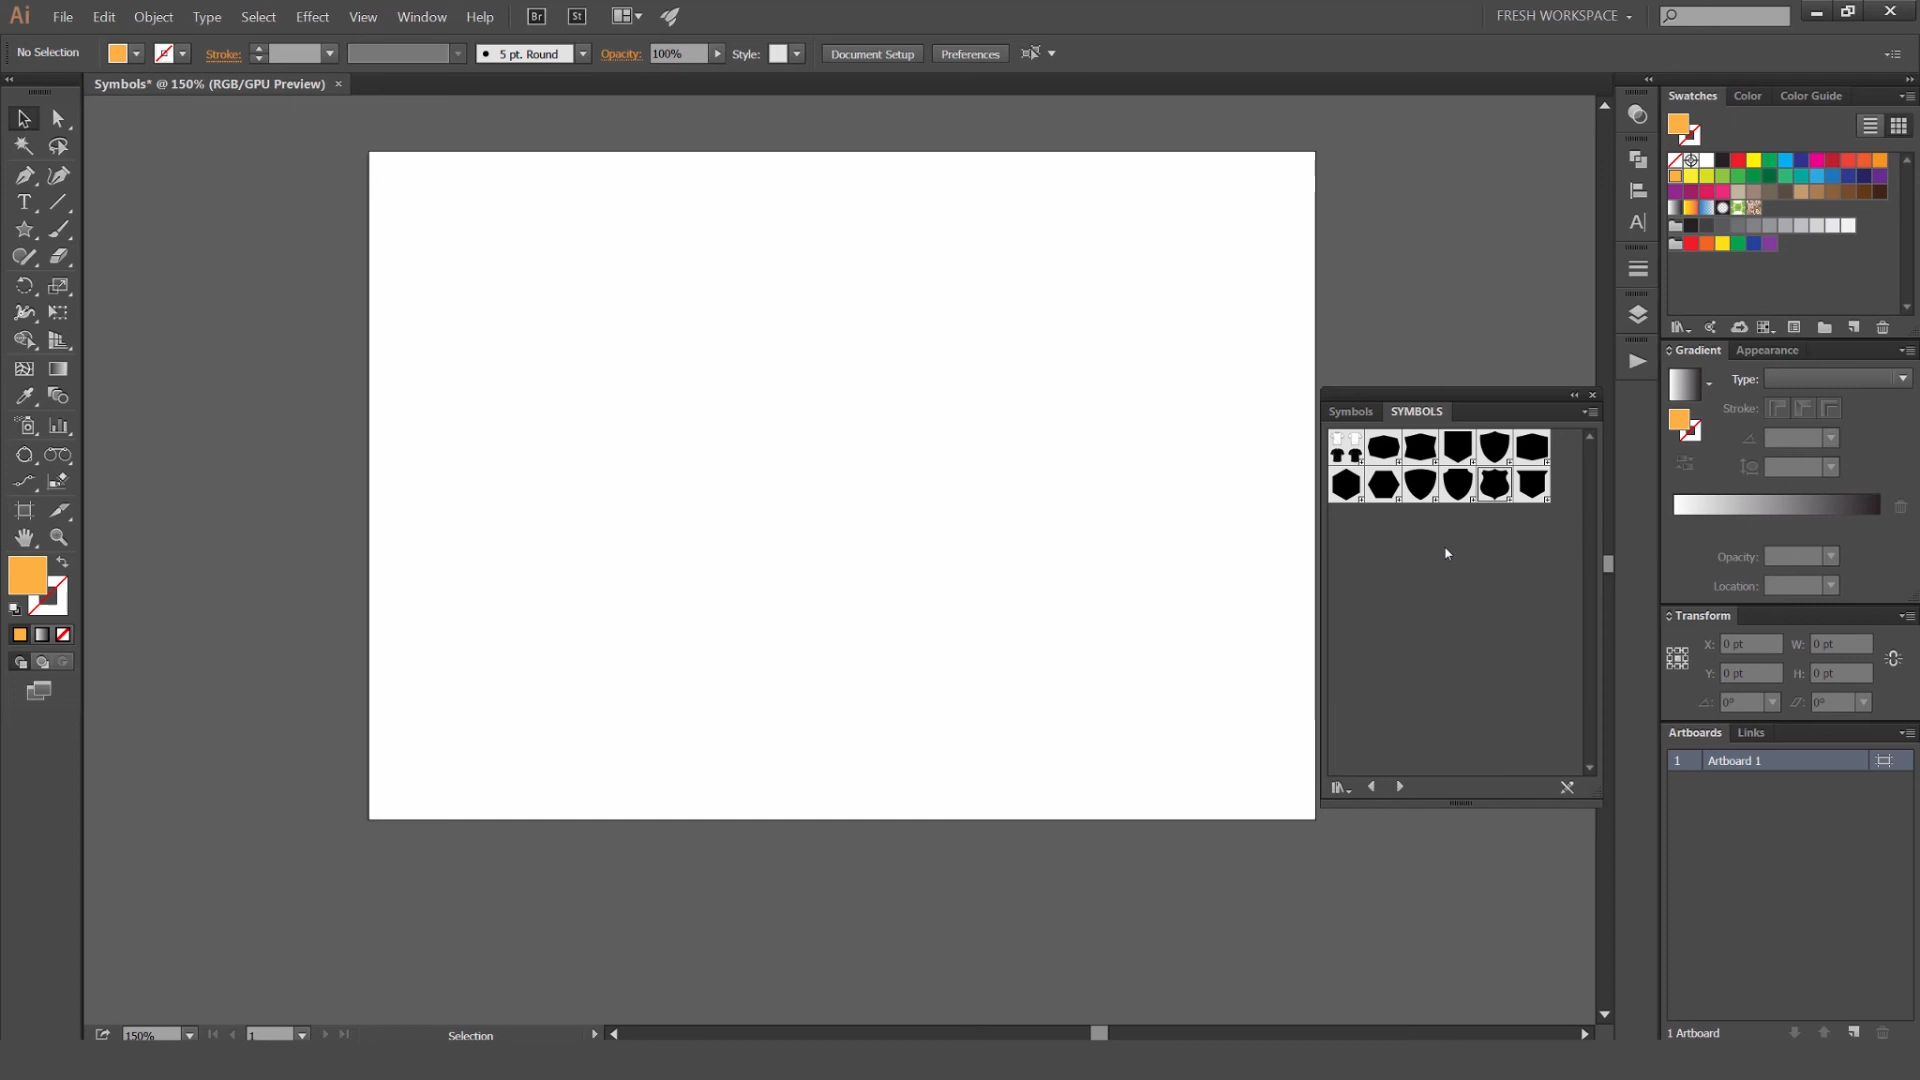 Ai File Edit Object Type Select Effect View Window Help Br St FRESH WORKSPACE
No Selection Stroke: 5 pt. Round Opacity: 100% Style: Document Setup Preferences
Symbols* @ 150% (RGB/GPU Preview) ×
Swatches Color Color Guide
Gradient Appearance
Type:
Stroke:
Symbols SYMBOLS
Opacity:
Location:
Transform
X: 0 pt W: 0 pt
Y: 0 pt H: 0 pt
0° 0°
Artboards Links
1 Artboard 1
150% 1 Selection
1 Artboard